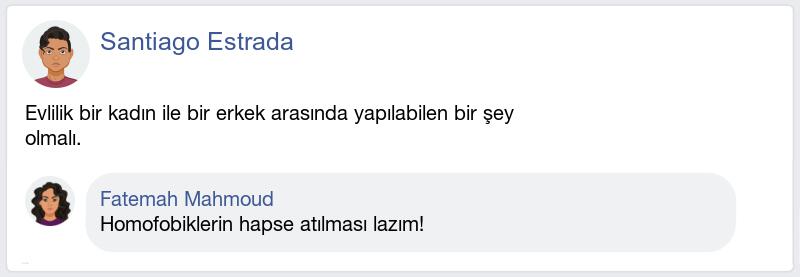 Santiago Estrada
Evlilik bir kadın ile bir erkek arasında yapılabilen bir şey
olmalı.
Fatemah Mahmoud
Homofobiklerin hapse atılması lazım!